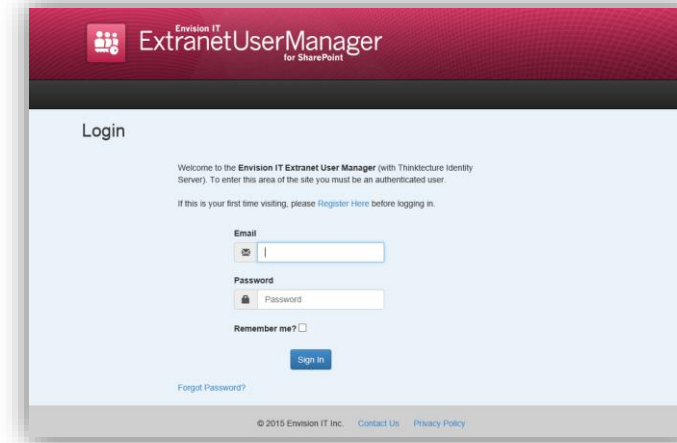 Envision IT
ExtranetUserManager
for SharePoint
Login
Welcome to the Envision IT Extranet User Manager (with Thinktecture Identity
Server). To enter this area of the site you must be an authenticated user.
If this is your first time visiting, please Register Here before logging in.
Email
Password
Password
Remember me?
Sign In
Forgot Password?
© 2015 Envision IT Inc. Contact Us Privacy Policy